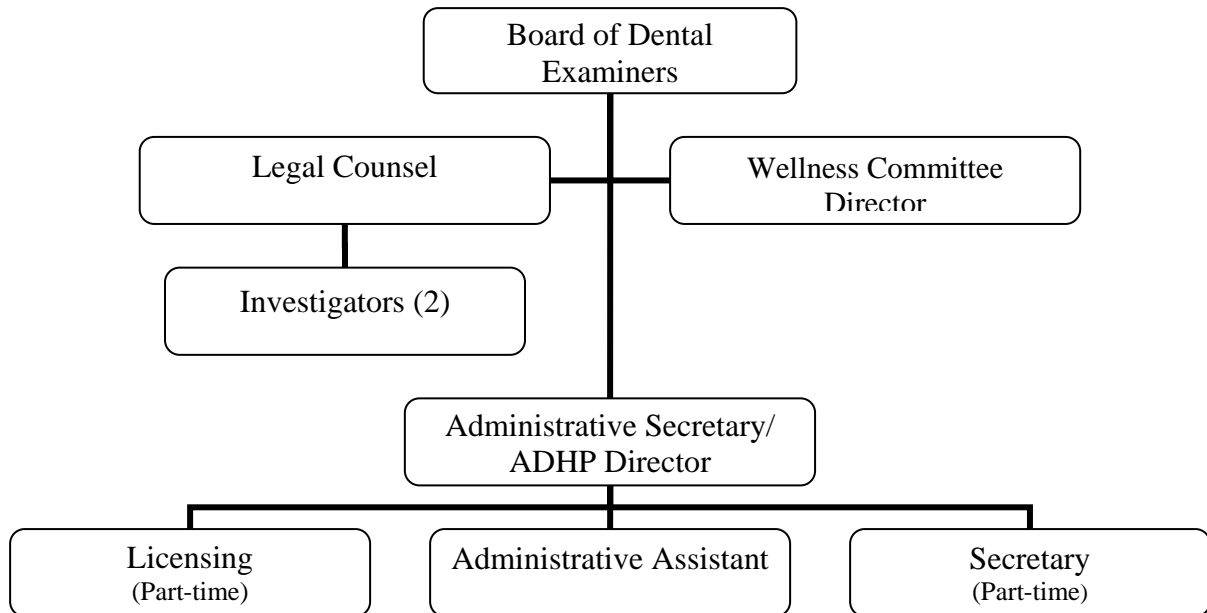 Board of Dental
Examiners
Legal Counsel
Wellness Committee
Director
Investigators (2)
Administrative Secretary/
ADHP Director
Licensing
(Part-time)
Administrative Assistant
Secretary
(Part-time)